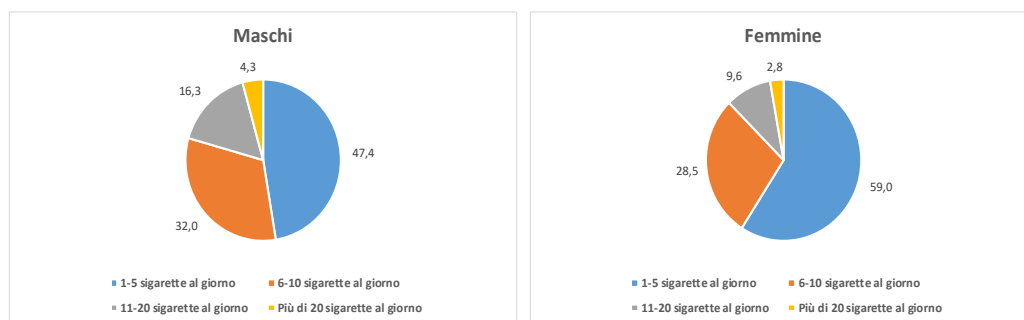 Maschi
4,3
16,3
47,4
32,0
1-5 sigarette al giorno
6-10 sigarette al giorno
11-20 sigarette al giorno
Più di 20 sigarette al giorno
Femmine
2,8
9,6
28,5
59,0
1-5 sigarette al giorno
6-10 sigarette al giorno
11-20 sigarette al giorno
Più di 20 sigarette al giorno